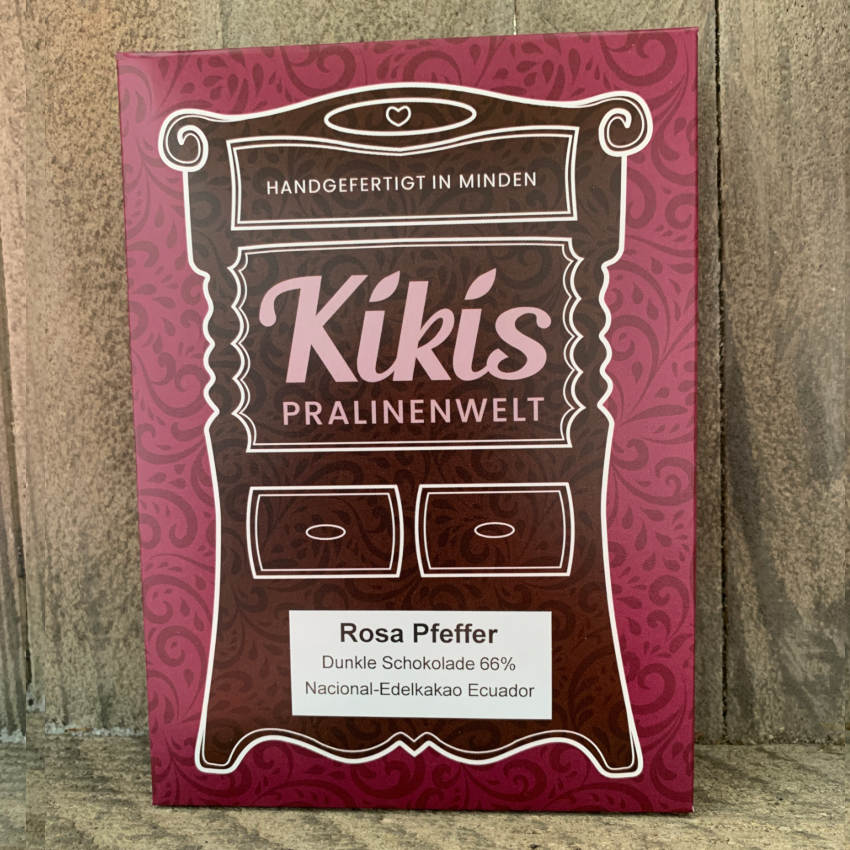 HANDGEFERTIGT IN MINDEN
Kikis
PRALINENWELT
Rosa Pfeffer
Dunkle Schokolade 66%
Nacional-Edelkakao Ecuador